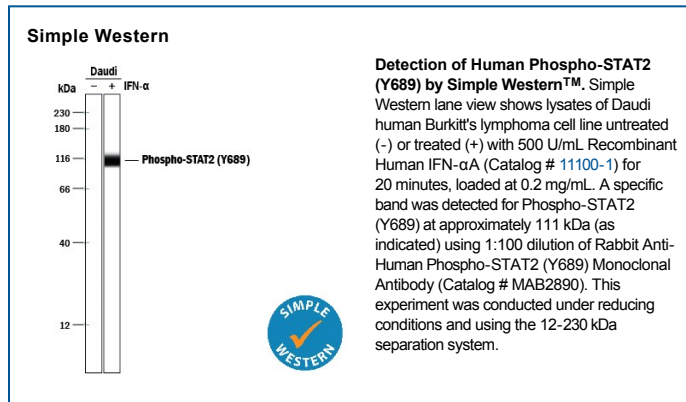 Simple Western
Daudi
kDa
– + IFN-α
230
180
116
Phospho-STAT2 (Y689)
66
40
12
SIMPLE
WESTERN
Detection of Human Phospho-STAT2
(Y689) by Simple Western™. Simple
Western lane view shows lysates of Daudi
human Burkitt's lymphoma cell line untreated
(-) or treated (+) with 500 U/mL Recombinant
Human IFN-αA (Catalog # 11100-1) for
20 minutes, loaded at 0.2 mg/mL. A specific
band was detected for Phospho-STAT2
(Y689) at approximately 111 kDa (as
indicated) using 1:100 dilution of Rabbit Anti-
Human Phospho-STAT2 (Y689) Monoclonal
Antibody (Catalog # MAB2890). This
experiment was conducted under reducing
conditions and using the 12-230 kDa
separation system.